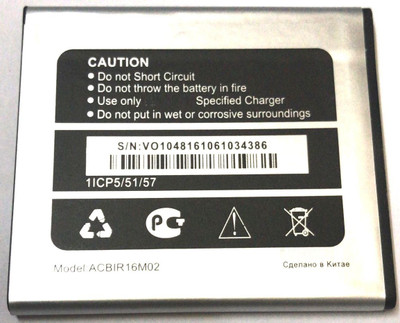 CAUTION
Do not Short Circuit
Do not throw the battery in fire
Use only Specified Charger
Do not put in wet or corrosive surroundings
S/N:VO1048161061034386
1ICP5/51/57
Model:ACBIR16M02
Сделано в Китае